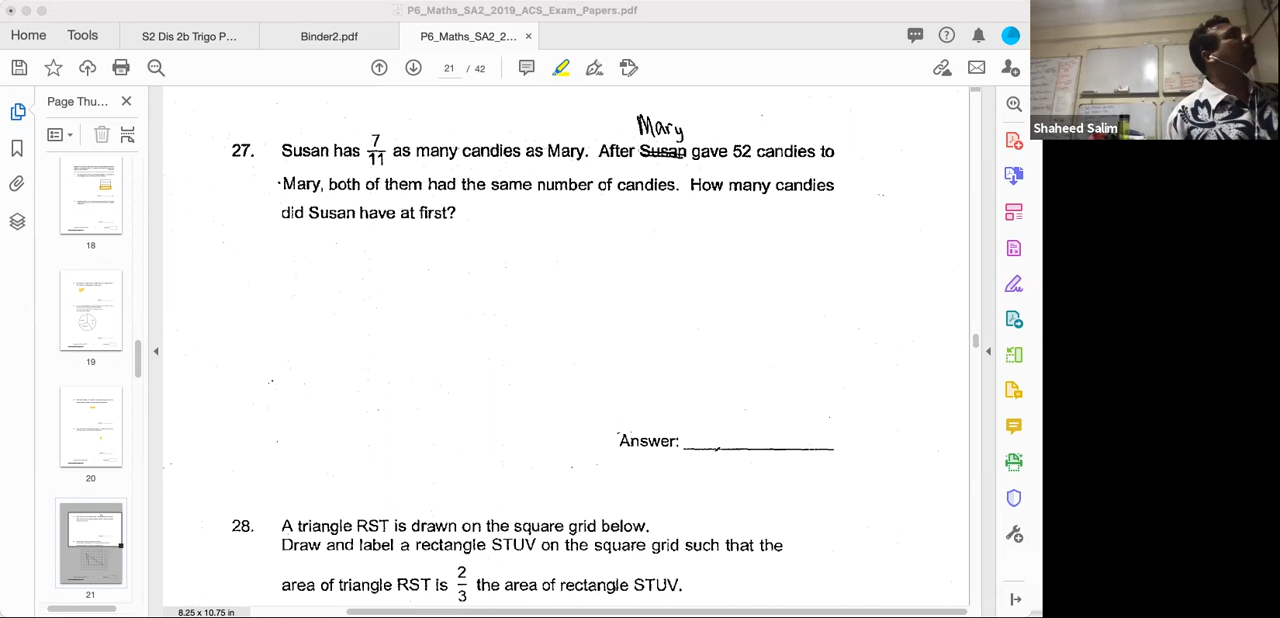 P6_Maths_SA2_2019_ACS_Exam_Papers.pdf
Home Tools S2 Dis 2b Trigo P... Binder2.pdf P6_Maths_SA2_2... ×
21 / 42
Page Thu... ×
Shaheed Salim
Mary
27. Susan has 7/11 as many candies as Mary. After Susan gave 52 candies to
Mary, both of them had the same number of candies. How many candies
did Susan have at first?
Answer:
28. A triangle RST is drawn on the square grid below.
Draw and label a rectangle STUV on the square grid such that the
area of triangle RST is 2/3 the area of rectangle STUV.
18
19
20
21
8.25 x 10.75 in